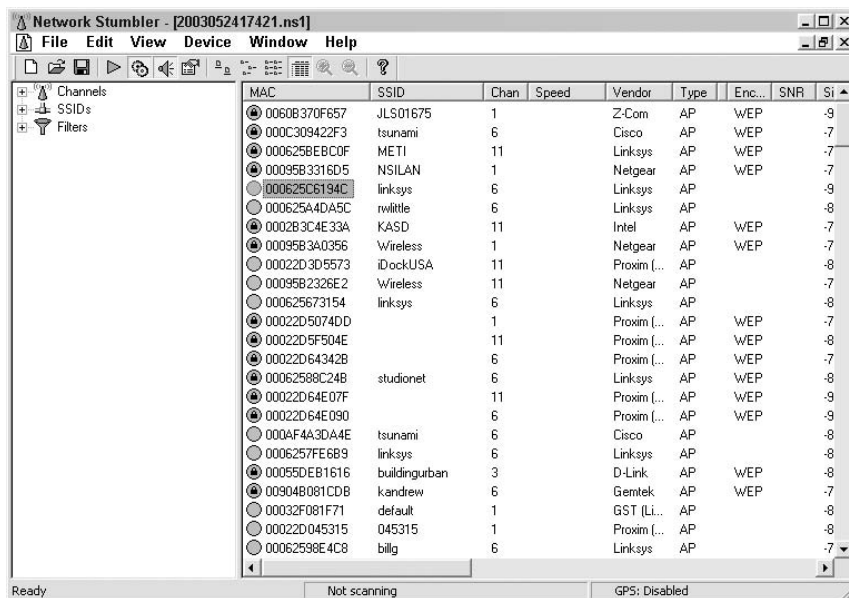 Network Stumbler - [2003052417421.ns1]
File Edit View Device Window Help
Channels
SSIDs
Filters
MAC SSID Chan Speed Vendor Type Enc... SNR Si
0060B370F657 JLS01675 1 Z-Com AP WEP -9
000C309422F3 tsunami 6 Cisco AP WEP -7
000625BEBC0F METI 11 Linksys AP WEP -7
00095B3316D5 NSILAN 1 Netgear AP WEP -7
000625C6194C linksys 6 Linksys AP -9
000625A4DA5C rwlittle 6 Linksys AP -8
0002B3C4E33A KASD 11 Intel AP WEP -7
00095B3A0356 Wireless 1 Netgear AP WEP -7
00022D3D5573 iDockUSA 11 Proxim (... AP -8
00095B2326E2 Wireless 11 Netgear AP -7
000625673154 linksys 6 Linksys AP -8
00022D5074DD 1 Proxim (... AP WEP -7
00022D5F504E 11 Proxim (... AP WEP -8
00022D64342B 6 Proxim (... AP WEP -7
00062588C24B studionet 6 Linksys AP WEP -8
00022D64E07F 11 Proxim (... AP WEP -9
00022D64E090 6 Proxim (... AP WEP -9
000AF4A3DA4E tsunami 6 Cisco AP -8
0006257FE6B9 linksys 6 Linksys AP -8
00055DEB1616 buildingurban 3 D-Link AP WEP -8
00904B081CDB kandrew 6 Gemtek AP WEP -7
00032F081F71 default 1 GST (Li... AP -8
00022D045315 045315 1 Proxim (... AP -8
00062598E4C8 billg 6 Linksys AP -7
Ready Not scanning GPS: Disabled